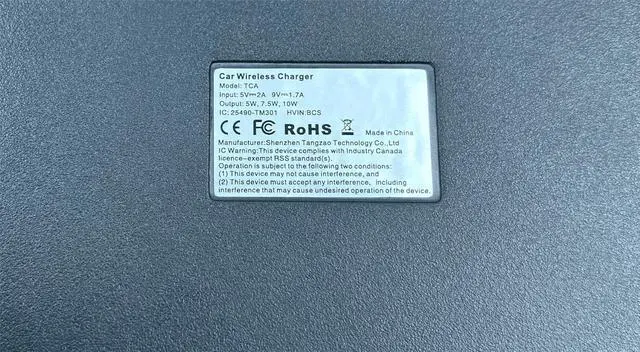 Car Wireless Charger
Model: TCA
Input: 5V⎓2A 9V⎓1.7A
Output: 5W, 7.5W, 10W
IC: 25490-TM301 HVIN:BCS
CE FC RoHS Made in China
Manufacturer:Shenzhen Tangzao Technology Co.,Ltd
IC Warning:This device complies with Industry Canada
licence-exempt RSS standard(s).
Operation is subject to the following two conditions:
(1) This device may not cause interference, and
(2) This device must accept any interference, including
interference that may cause undesired operation of the device.